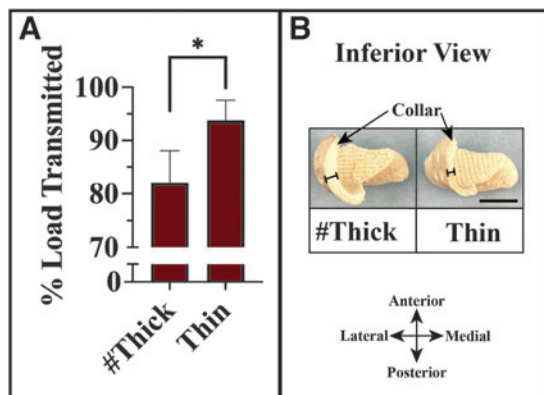 A
*
% Load Transmitted
100
90
80
70
0
#Thick
Thin
B
Inferior View
Collar
#Thick Thin
Anterior
Lateral Medial
Posterior